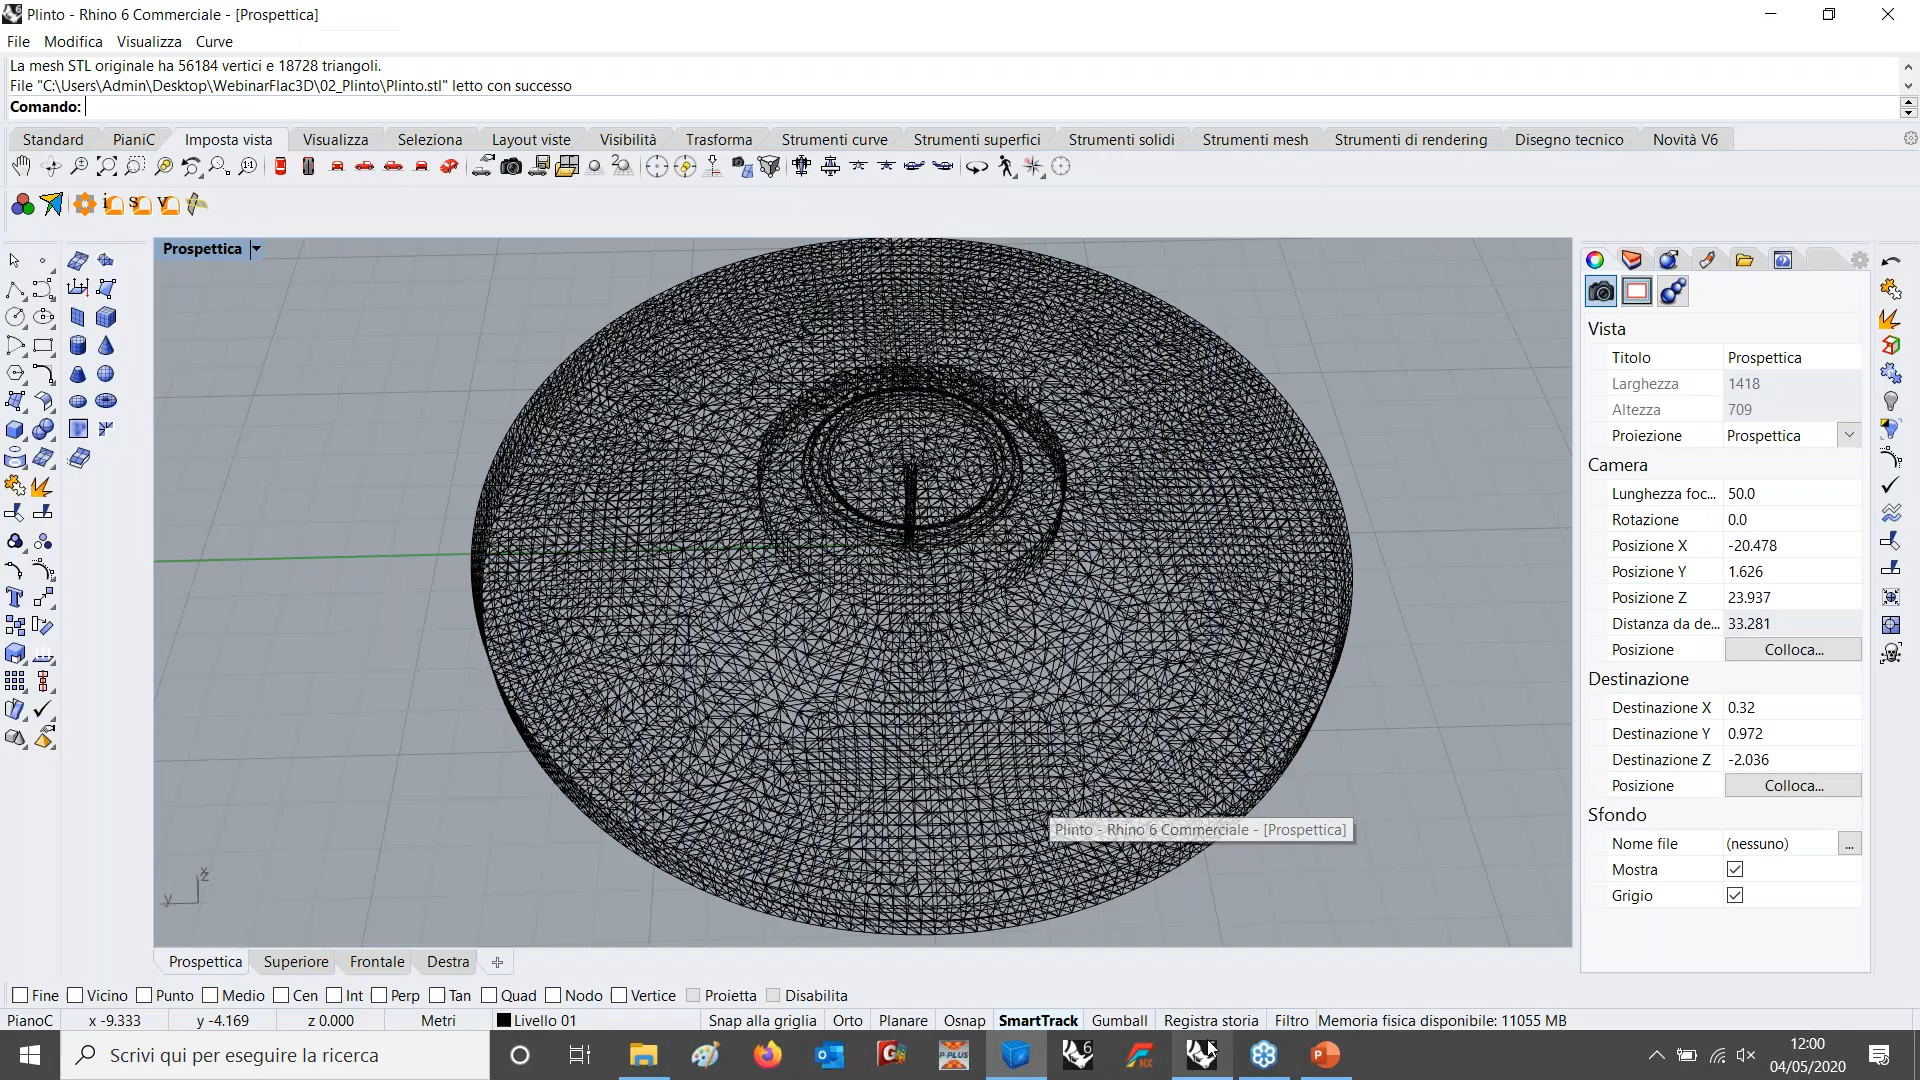 Plinto - Rhino 6 Commerciale - [Prospettica]
File Modifica Visualizza Curve
La mesh STL originale ha 56184 vertici e 18728 triangoli.
File "C:\Users\Admin\Desktop\WebinarFlac3D\02_Plinto\Plinto.stl" letto con successo
Comando:
Standard PianiC Imposta vista Visualizza Seleziona Layout viste Visibilità Trasforma Strumenti curve Strumenti superfici Strumenti solidi Strumenti mesh Strumenti di rendering Disegno tecnico Novità V6
Prospettica
Vista
Titolo Prospettica
Larghezza 1418
Altezza 709
Proiezione Prospettica
Camera
Lunghezza foc... 50.0
Rotazione 0.0
Posizione X -20.478
Posizione Y 1.626
Posizione Z 23.937
Distanza da de... 33.281
Posizione Colloca...
Destinazione
Destinazione X 0.32
Destinazione Y 0.972
Destinazione Z -2.036
Posizione Colloca...
Sfondo
Nome file (nessuno) ...
Mostra
Grigio
Plinto - Rhino 6 Commerciale - [Prospettica]
x
z
y
Prospettica Superiore Frontale Destra
Fine Vicino Punto Medio Cen Int Perp Tan Quad Nodo Vertice Proietta Disabilita
PianoC x -9.333 y -4.169 z 0.000 Metri Livello 01 Snap alla griglia Orto Planare Osnap SmartTrack Gumball Registra storia Filtro Memoria fisica disponibile: 11055 MB
Scrivi qui per eseguire la ricerca
P-PLUS
6
NX
12:00
04/05/2020